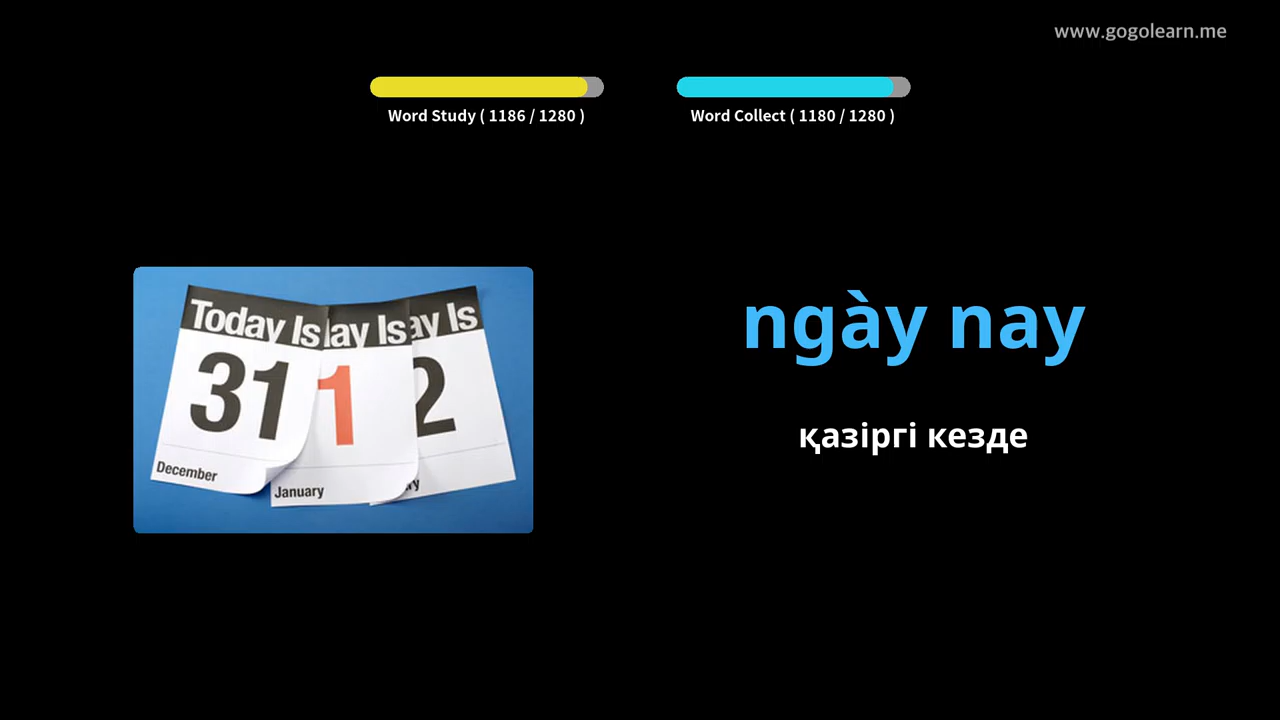 www.gogolearn.me
Word Study ( 1186 / 1280 )
Word Collect ( 1180 / 1280 )
Today Is
ay Is
ay Is
31
1
2
December
January
ry
ngày nay
қазіргі кезде